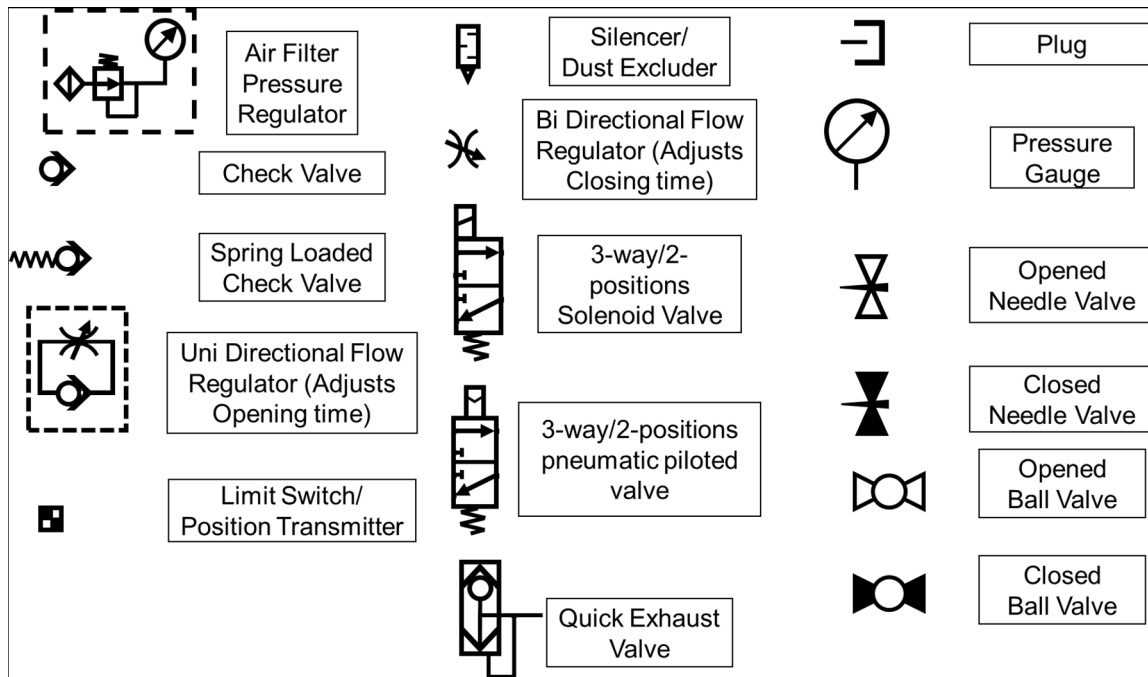 Air Filter
Pressure
Regulator
Check Valve
Spring Loaded
Check Valve
Uni Directional Flow
Regulator (Adjusts
Opening time)
Limit Switch/
Position Transmitter
Silencer/
Dust Excluder
Bi Directional Flow
Regulator (Adjusts
Closing time)
3-way/2-
positions
Solenoid Valve
3-way/2-positions
pneumatic piloted
valve
Quick Exhaust
Valve
Plug
Pressure
Gauge
Opened
Needle Valve
Closed
Needle Valve
Opened
Ball Valve
Closed
Ball Valve